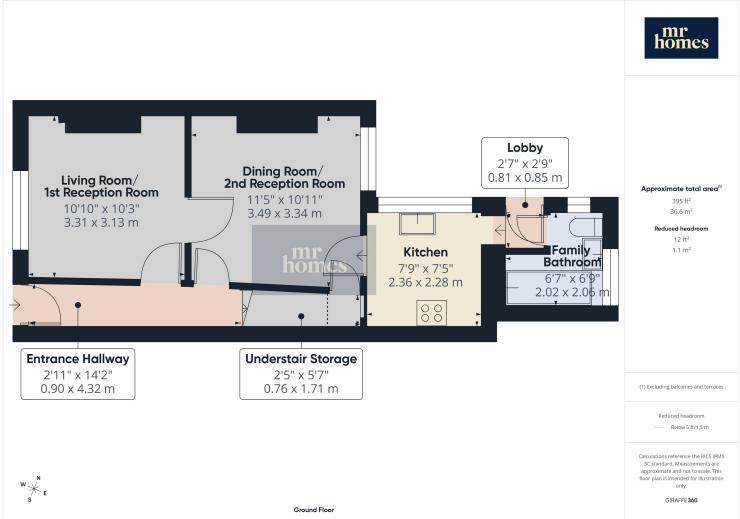 mr
homes
Living Room/
1st Reception Room
10'10" x 10'3"
3.31 x 3.13 m
Dining Room/
2nd Reception Room
11'5" x 10'11"
3.49 x 3.34 m
mr
homes
Lobby
2'7" x 2'9"
0.81 x 0.85 m
Kitchen
7'9" x 7'5"
2.36 x 2.28 m
Family
Bathroom
6'7" x 6'9"
2.02 x 2.06 m
Entrance Hallway
2'11" x 14'2"
0.90 x 4.32 m
Understair Storage
2'5" x 5'7"
0.76 x 1.71 m
N
W
E
S
Ground Floor
Approximate total area(1)
395 ft²
36.6 m²
Reduced headroom
12 ft²
1.1 m²
(1) Excluding balconies and terraces
Reduced headroom
Below 5 ft/1.5 m
Calculations reference the RICS IPMS
3C standard. Measurements are
approximate and not to scale. This
floor plan is intended for illustration
only.
GIRAFFE360